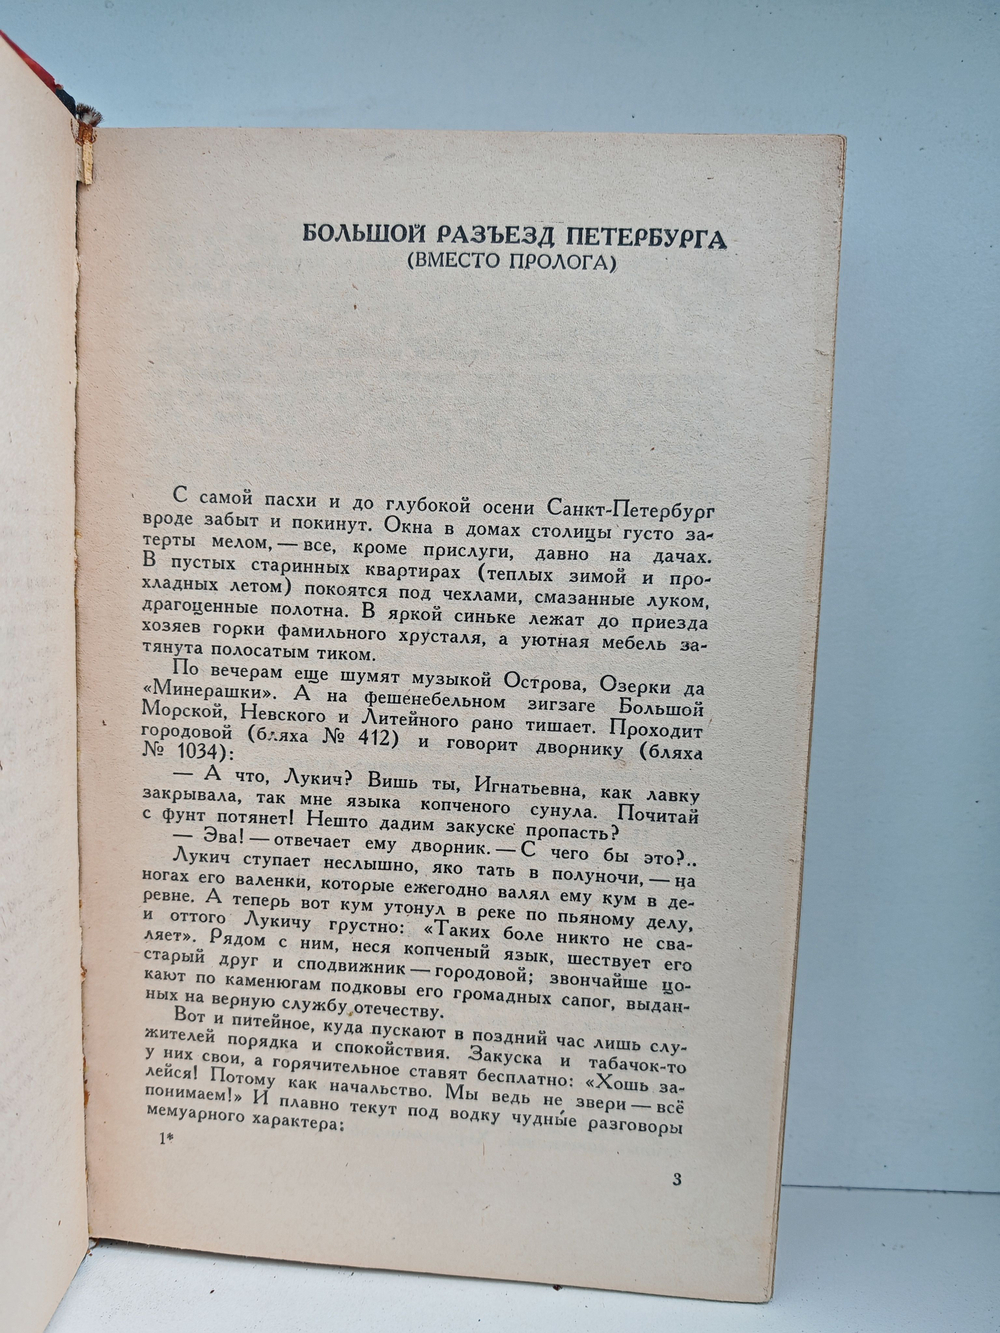 БОЛЬШОЙ РАЗЪЕЗД ПЕТЕРБУРГА
(ВМЕСТО ПРОЛОГА)
С самой пасхи и до глубокой осени Санкт-Петербург
вроде забыт и покинут. Окна в домах столицы густо за-
терты мелом, — все, кроме прислуги, давно на дачах.
В пустых старинных квартирах (теплых зимой и про-
хладных летом) покоятся под чехлами, смазанные луком,
драгоценные полотна. В яркой синьке лежат до приезда
хозяев горки фамильного хрусталя, а уютная мебель за-
тянута полосатым тиком.
По вечерам еще шумят музыкой Острова, Озерки да
«Минерашки». А на фешенебельном зигзаге Большой
Морской, Невского и Литейного рано тишает. Проходит
городовой (бляха № 412) и говорит дворнику (бляха
№ 1034):
— А что, Лукич? Вишь ты, Игнатьевна, как лавку
закрывала, так мне языка копченого сунула. Почитай
с фунт потянет! Нешто дадим закуске пропасть?
— Эва! — отвечает ему дворник. — С чего бы это?..
Лукич ступает неслышно, яко тать в полуночи, — на
ногах его валенки, которые ежегодно валял ему кум в де-
ревне. А теперь вот кум утонул в реке по пьяному делу,
и оттого Лукичу грустно: «Таких боле никто не сва-
ляет». Рядом с ним, неся копченый язык, шествует его
старый друг и сподвижник — городовой; звончайше цо-
кают по каменюгам подковы его громадных сапог, выдан-
ных на верную службу отечеству.
Вот и питейное, куда пускают в поздний час лишь слу-
жителей порядка и спокойствия. Закуска и табачок-то
у них свои, а горячительное ставят бесплатно: «Хошь за-
лейся! Потому как начальство. Мы ведь не звери — всё
понимаем!» И плавно текут под водку чудны́е разговоры
мемуарного характера:
1*
3